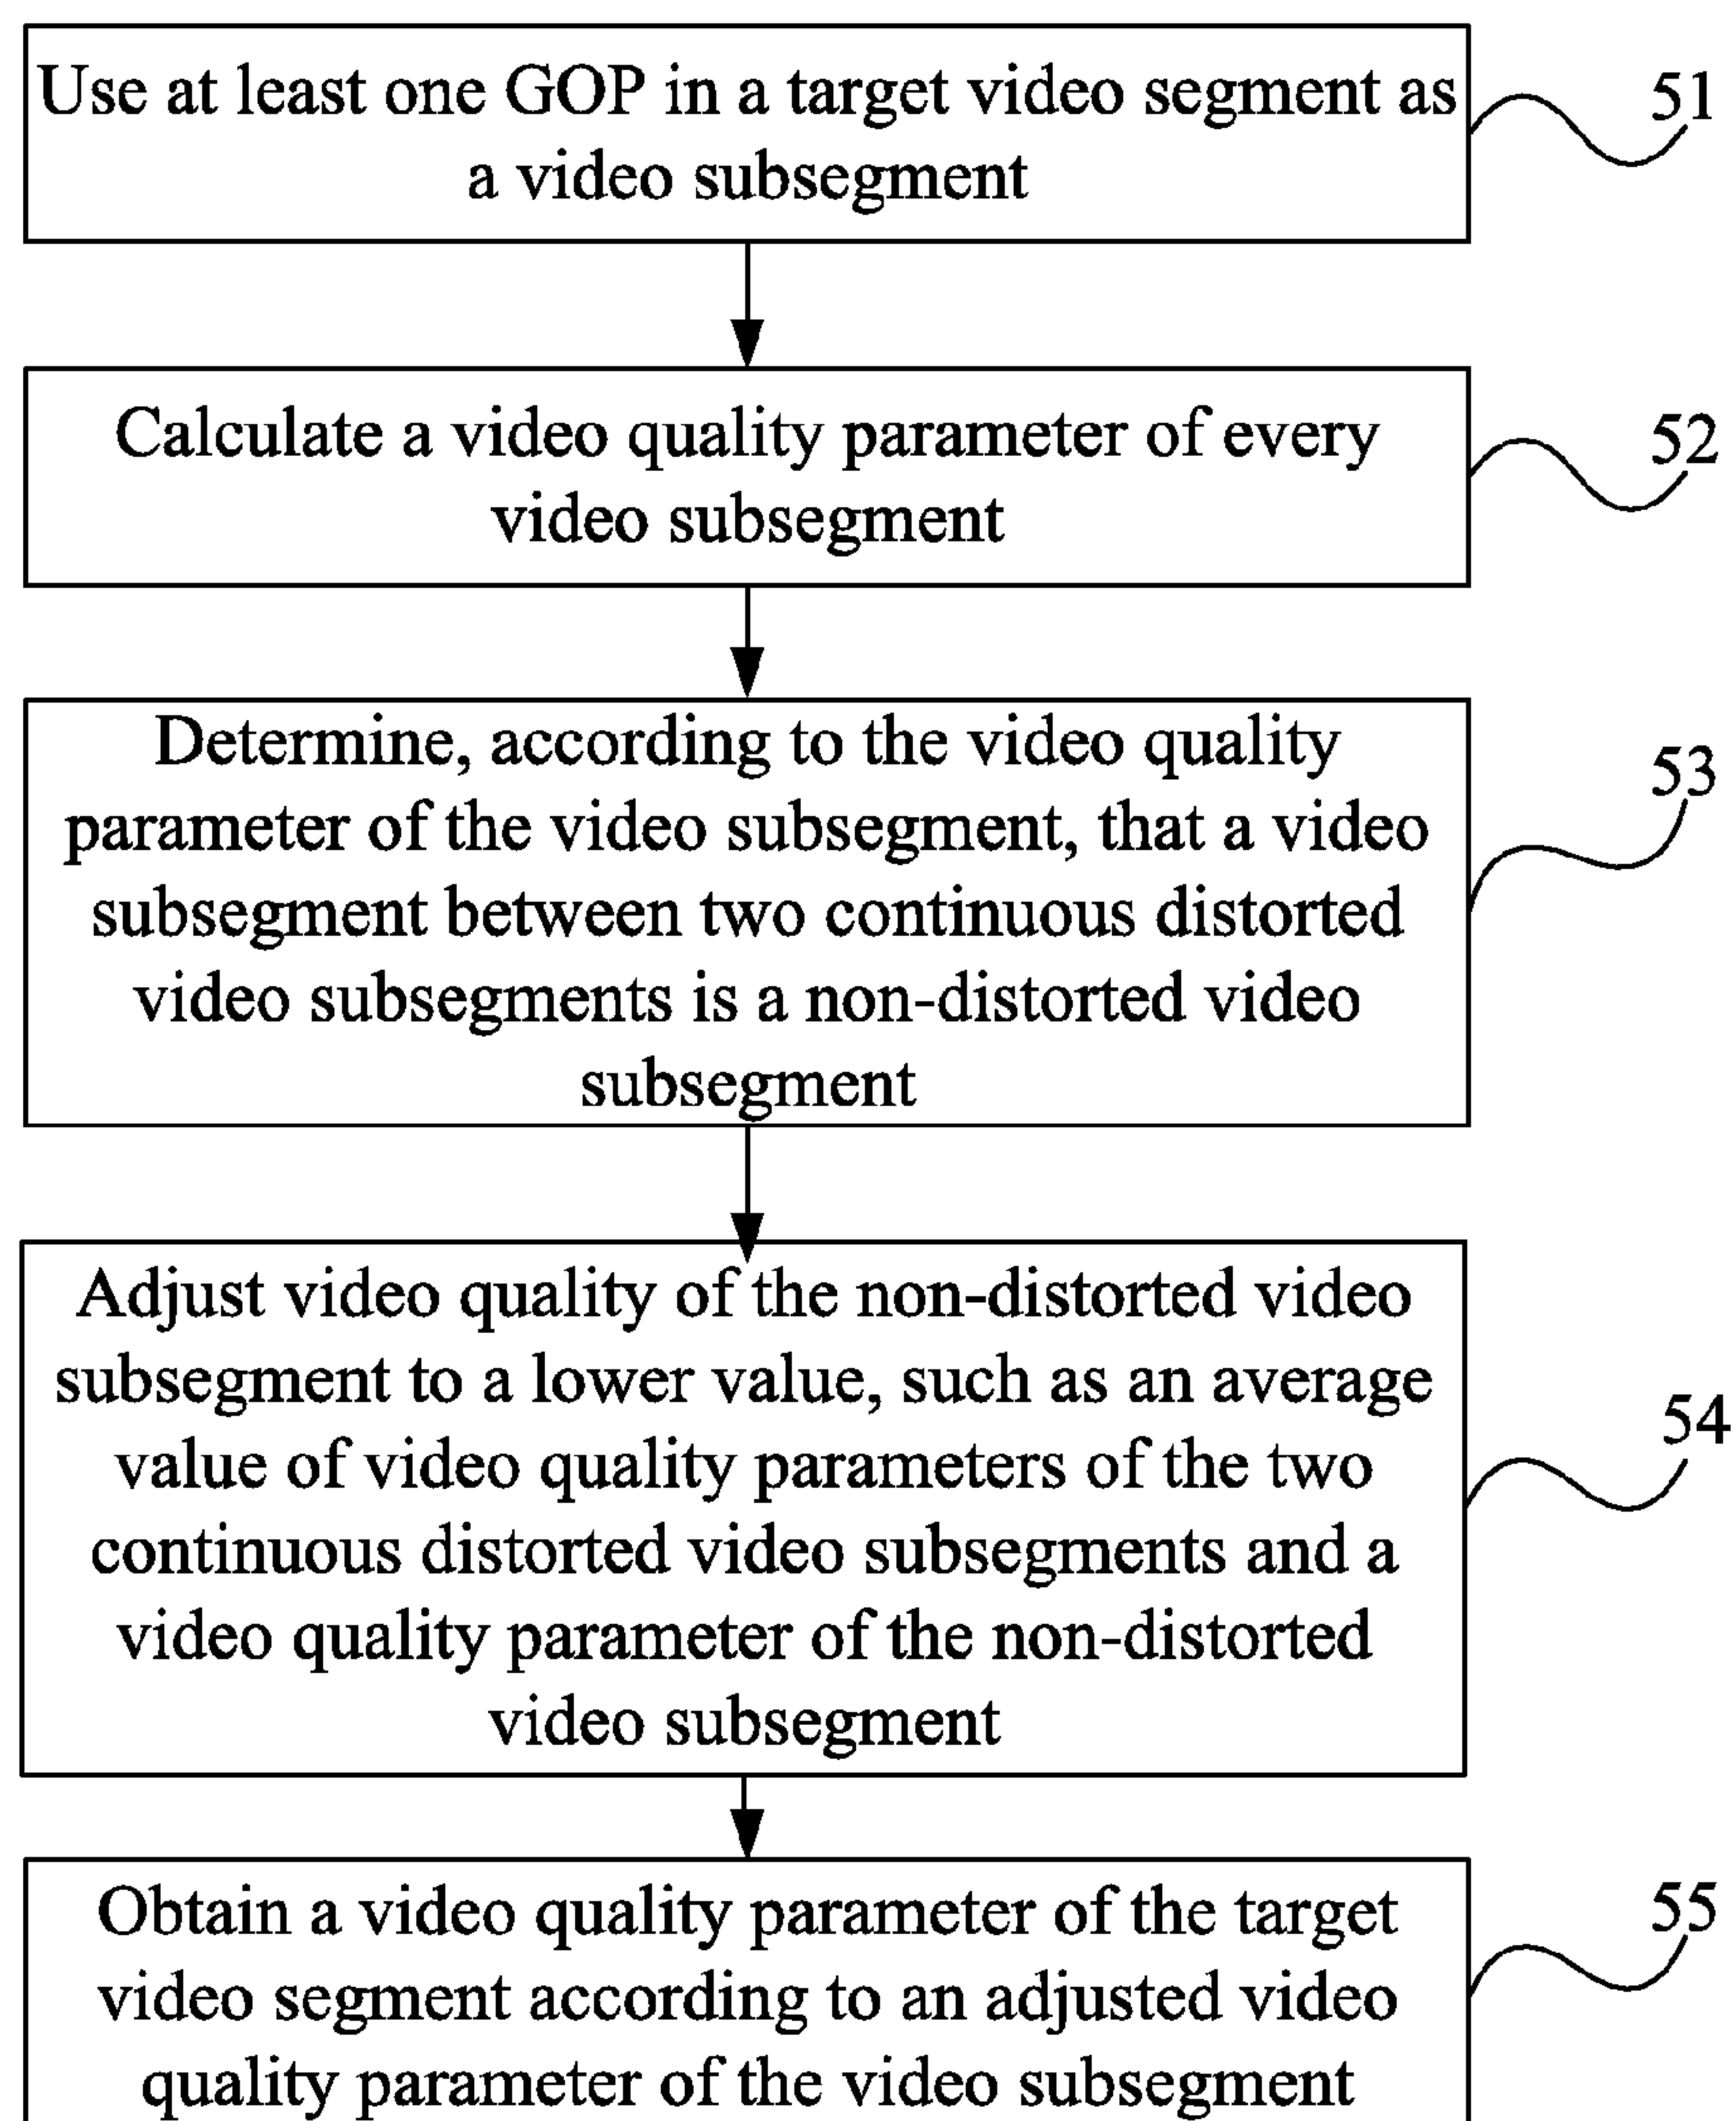 Use at least one GOP in a target video segment as
a video subsegment
51
Calculate a video quality parameter of every
video subsegment
52
Determine, according to the video quality
parameter of the video subsegment, that a video
subsegment between two continuous distorted
video subsegments is a non-distorted video
subsegment
53
Adjust video quality of the non-distorted video
subsegment to a lower value, such as an average
value of video quality parameters of the two
continuous distorted video subsegments and a
video quality parameter of the non-distorted
video subsegment
54
Obtain a video quality parameter of the target
video segment according to an adjusted video
quality parameter of the video subsegment
55